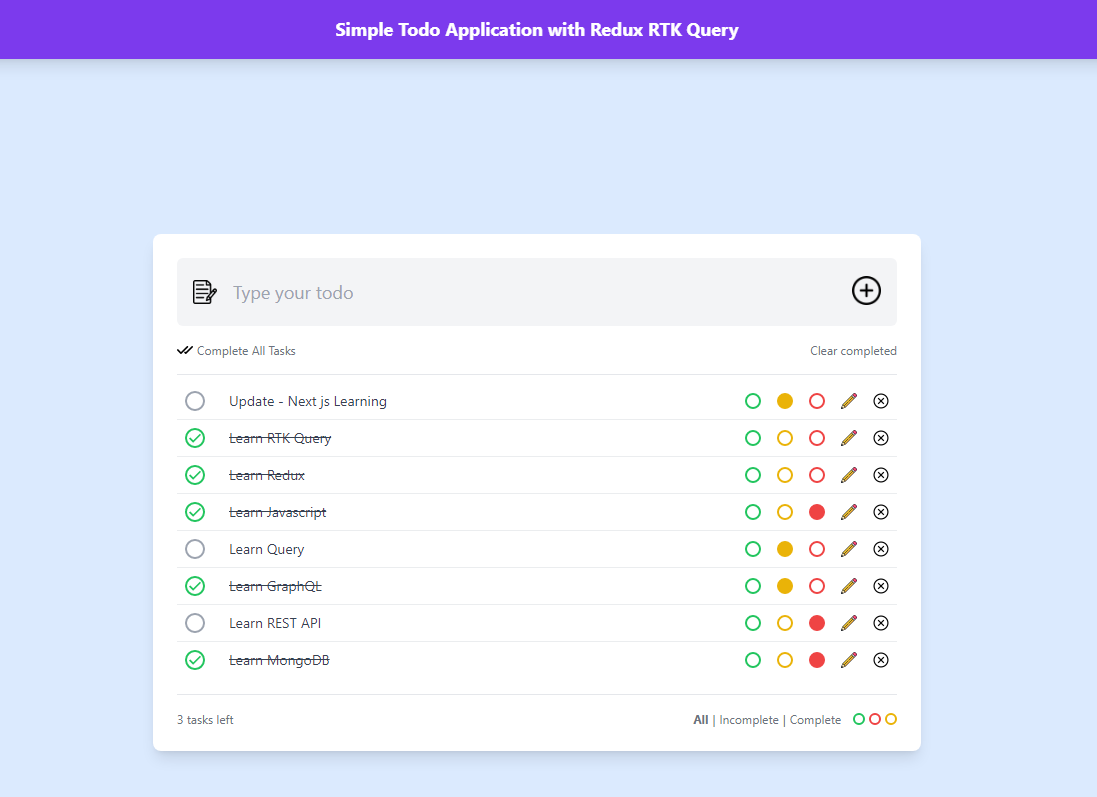 Simple Todo Application with Redux RTK Query
Type your todo
Complete All Tasks Clear completed
Update - Next js Learning
Learn RTK Query
Learn Redux
Learn Javascript
Learn Query
Learn GraphQL
Learn REST API
Learn MongoDB
3 tasks left All | Incomplete | Complete